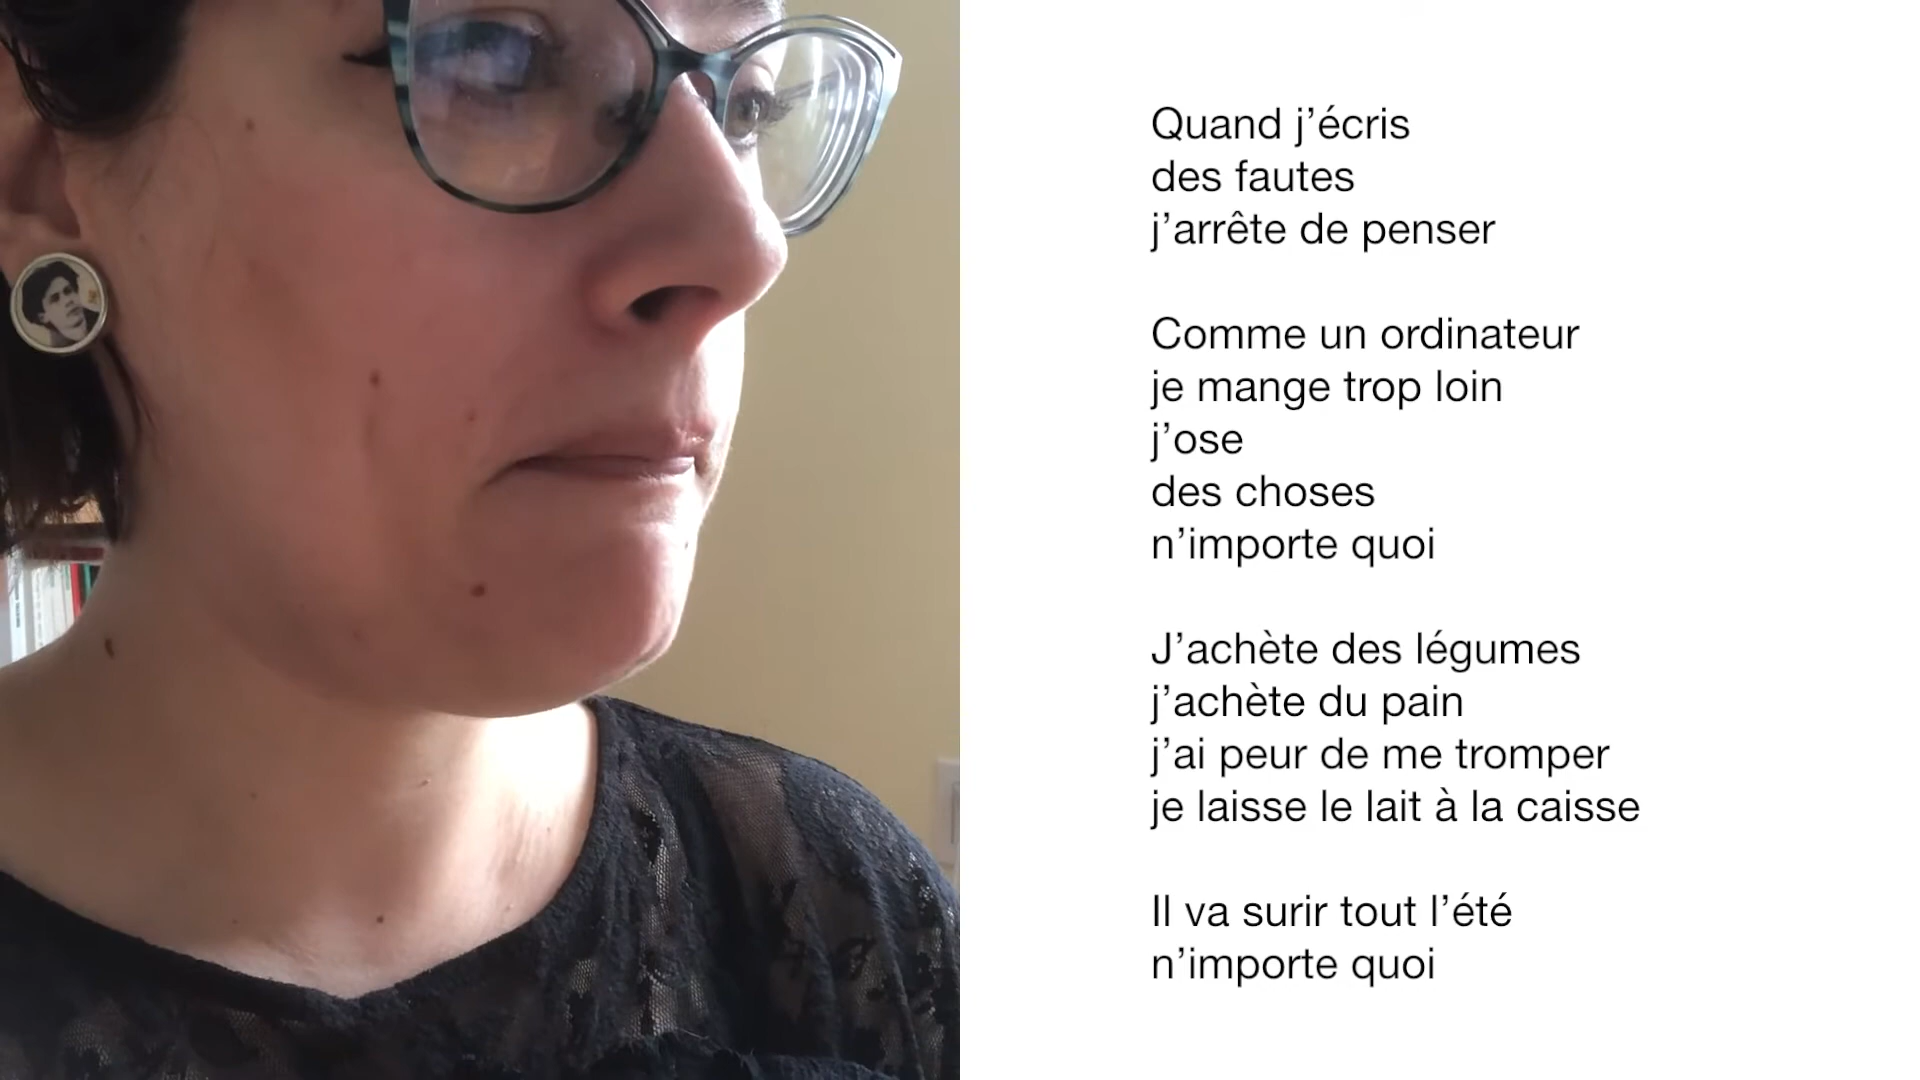 Quand j’écris
des fautes
j’arrête de penser
Comme un ordinateur
je mange trop loin
j’ose
des choses
n’importe quoi
J’achète des légumes
j’achète du pain
j’ai peur de me tromper
je laisse le lait à la caisse
Il va surir tout l’été
n’importe quoi